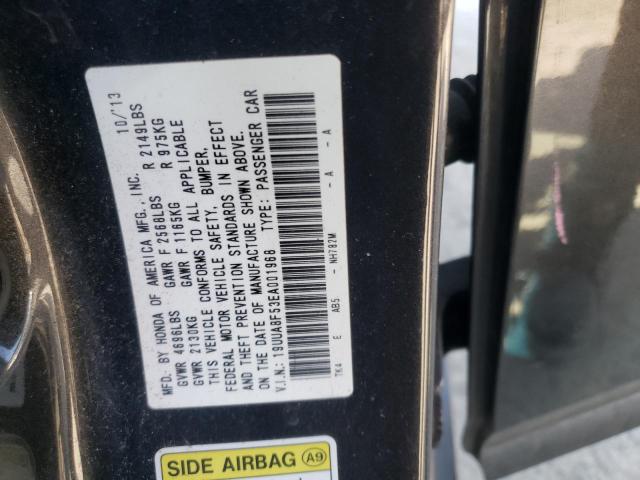 MFD. BY HONDA OF AMERICA MFG., INC. 10/'13
GVWR 4696LBS GAWR F 2568LBS R 2149LBS
GVWR 2130KG GAWR F 1165KG R 975KG
THIS VEHICLE CONFORMS TO ALL APPLICABLE
FEDERAL MOTOR VEHICLE SAFETY, BUMPER,
AND THEFT PREVENTION STANDARDS IN EFFECT
ON THE DATE OF MANUFACTURE SHOWN ABOVE.
V.I.N.: 19UUA8F53EA001968 TYPE: PASSENGER CAR
TK4 E AB5 - NH782M - A - A
SIDE AIRBAG A9